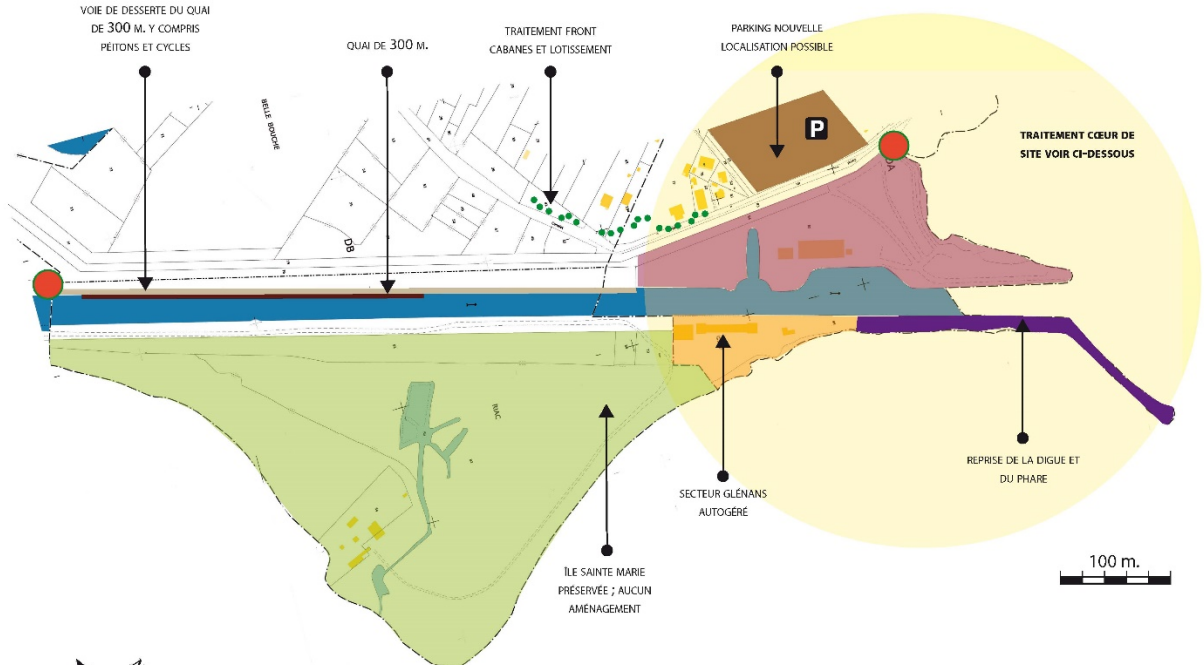 VOIE DE DESSERTE DU QUAI
DE 300 M. Y COMPRIS
PÉITONS ET CYCLES
QUAI DE 300 M.
TRAITEMENT FRONT
CABANES ET LOTISSEMENT
PARKING NOUVELLE
LOCALISATION POSSIBLE
P
TRAITEMENT CŒUR DE
SITE VOIR CI-DESSOUS
BELLE BOUCHE
DB
RIAC
REPRISE DE LA DIGUE ET
DU PHARE
SECTEUR GLÉNANS
AUTOGÉRÉ
ÎLE SAINTE MARIE
PRÉSERVÉE ; AUCUN
AMÉNAGEMENT
100 m.